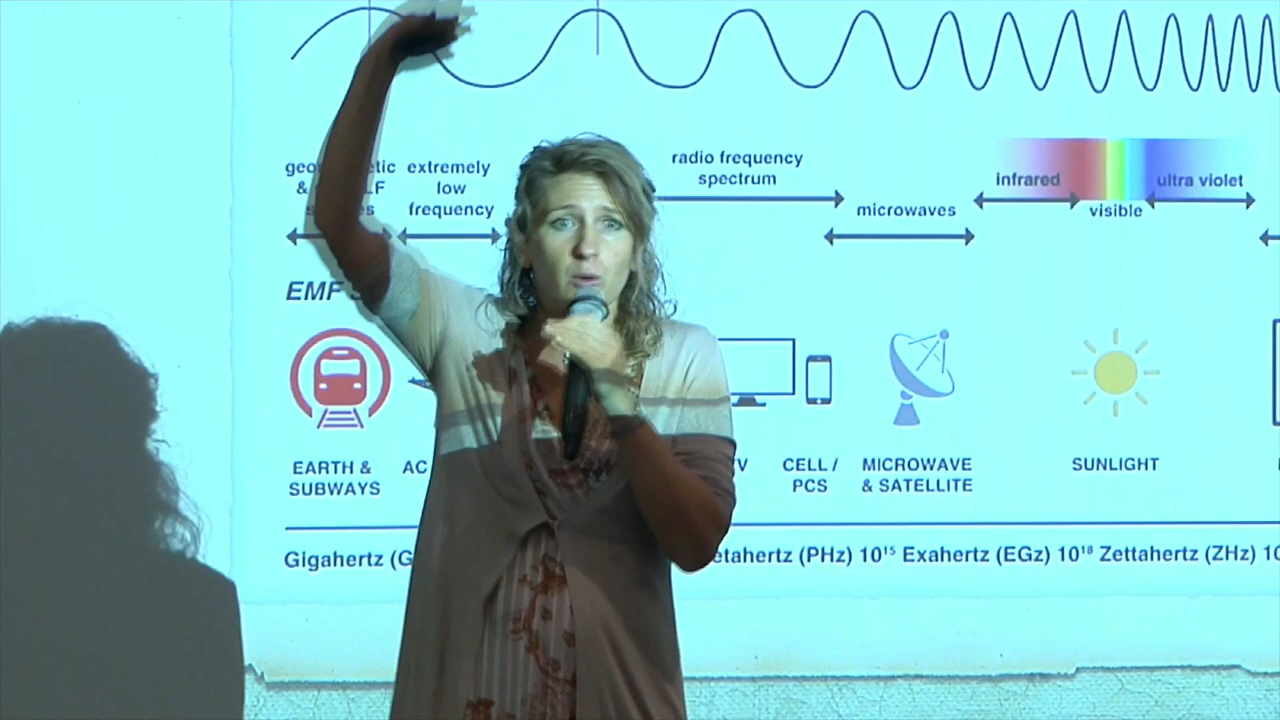 extremely
low
frequency
radio frequency
spectrum
microwaves
infrared
visible
ultra violet
EMF
EARTH &
SUBWAYS
AC
CELL /
PCS
MICROWAVE
& SATELLITE
SUNLIGHT
Gigahertz (G
etahertz (PHz) 10¹⁵ Exahertz (EGz) 10¹⁸ Zettahertz (ZHz) 10